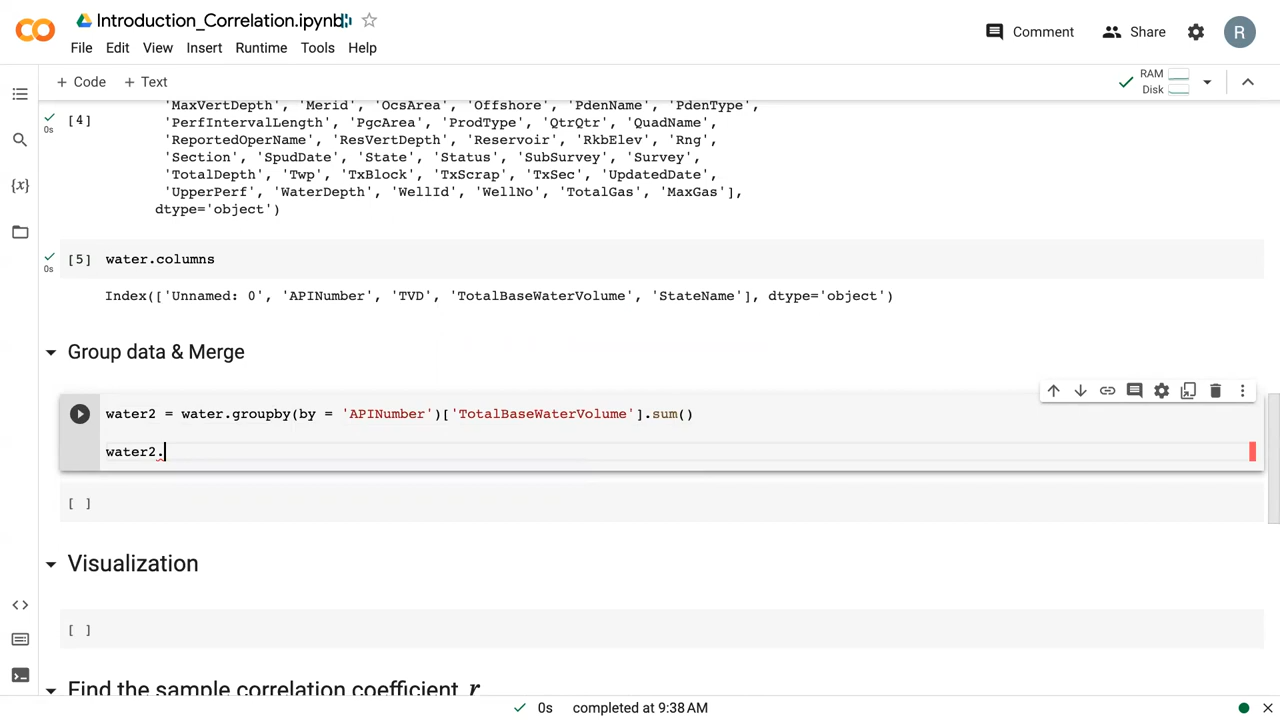 Introduction_Correlation.ipynb
File Edit View Insert Runtime Tools Help
Comment
Share
R
+ Code + Text
RAM
Disk
'MaxVertDepth', 'Merid', 'OcsArea', 'Offshore', 'PdenName', 'PdenType',
[4] 'PerfIntervalLength', 'PgcArea', 'ProdType', 'QtrQtr', 'QuadName',
0s
'ReportedOperName', 'ResVertDepth', 'Reservoir', 'RkbElev', 'Rng',
'Section', 'SpudDate', 'State', 'Status', 'SubSurvey', 'Survey',
'TotalDepth', 'Twp', 'TxBlock', 'TxScrap', 'TxSec', 'UpdatedDate',
'UpperPerf', 'WaterDepth', 'WellId', 'WellNo', 'TotalGas', 'MaxGas'],
dtype='object')
[5] water.columns
0s
Index(['Unnamed: 0', 'APINumber', 'TVD', 'TotalBaseWaterVolume', 'StateName'], dtype='object')
Group data & Merge
water2 = water.groupby(by = 'APINumber')['TotalBaseWaterVolume'].sum()
water2.
[ ]
Visualization
[ ]
Find the sample correlation coefficient r
0s completed at 9:38 AM